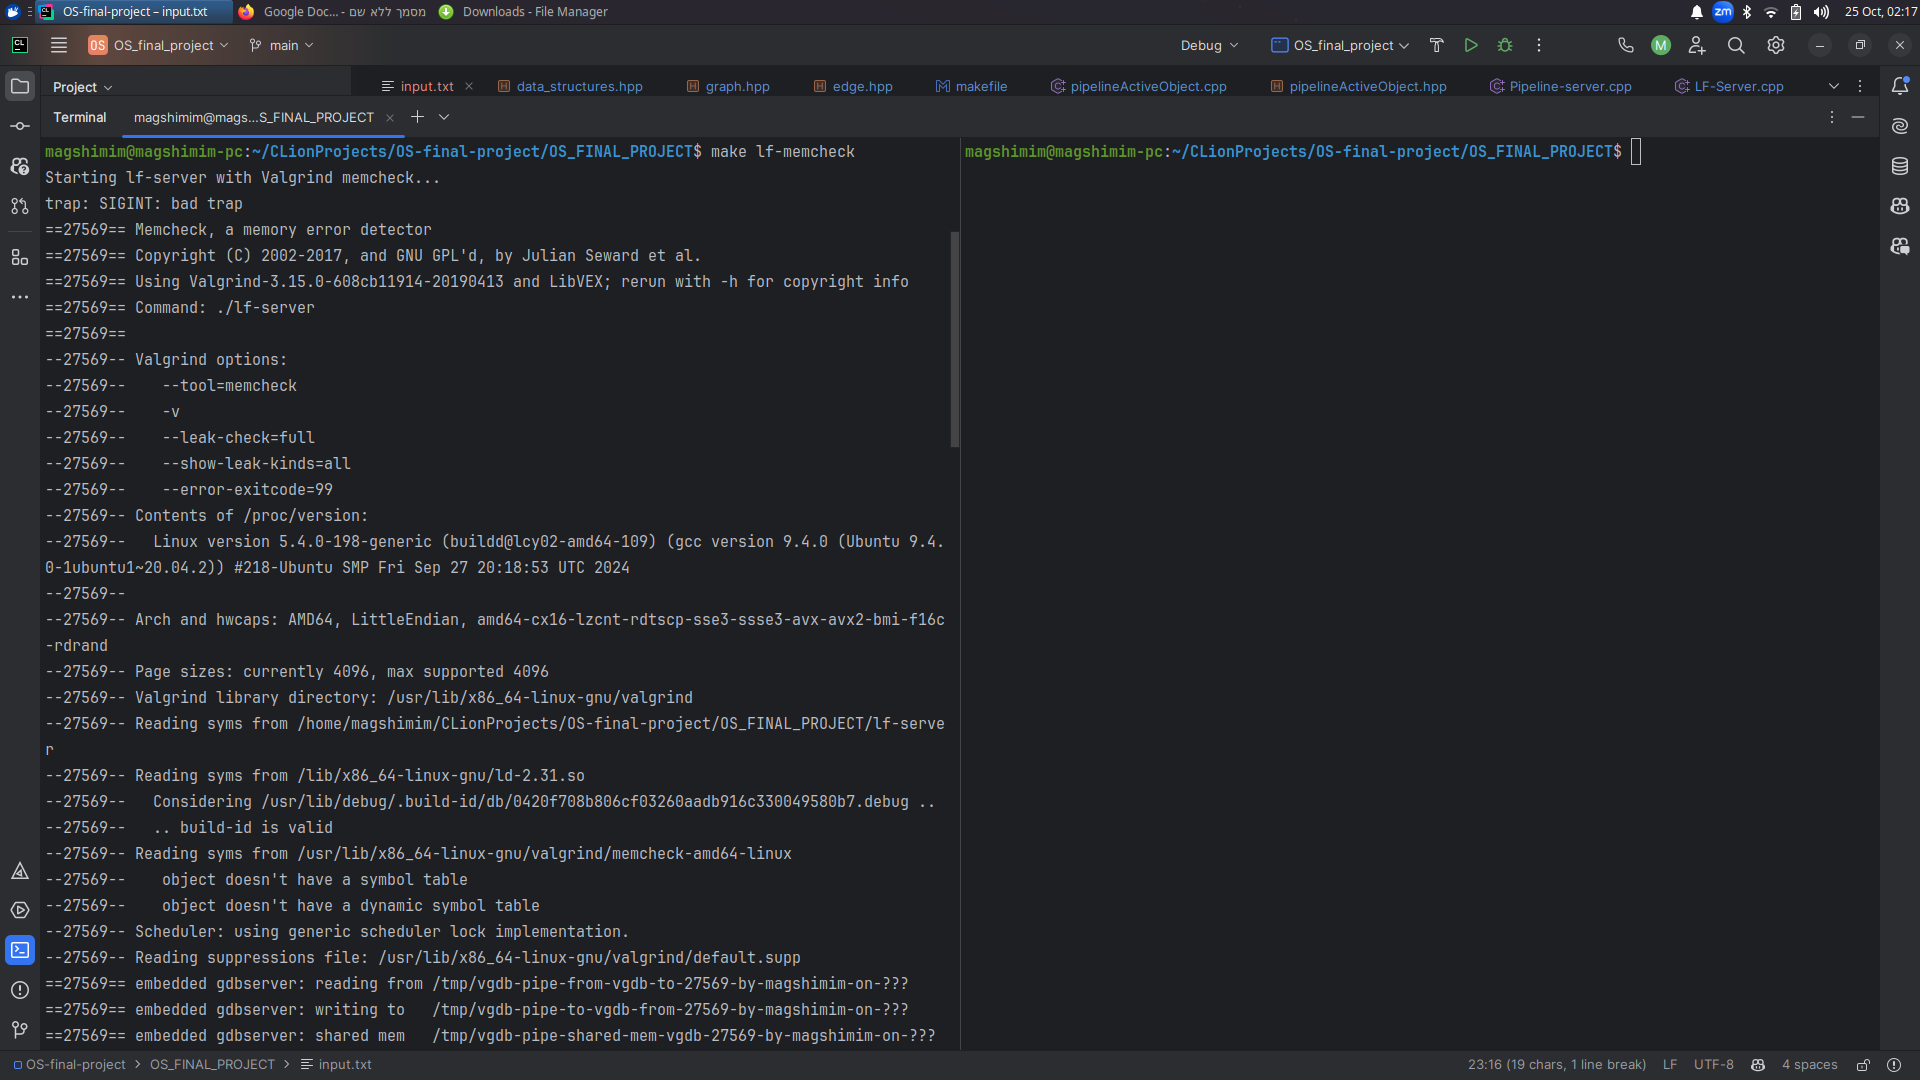 OS-final-project – input.txt
Google Doc... - מסמך ללא שם
Downloads - File Manager
zm
25 Oct, 02:17
CL
OS OS_final_project
main
Debug
OS_final_project
M
Project
input.txt
data_structures.hpp
graph.hpp
edge.hpp
makefile
pipelineActiveObject.cpp
pipelineActiveObject.hpp
Pipeline-server.cpp
LF-Server.cpp
Terminal
magshimim@mags...S_FINAL_PROJECT
magshimim@magshimim-pc:~/CLionProjects/OS-final-project/OS_FINAL_PROJECT$ make lf-memcheck
Starting lf-server with Valgrind memcheck...
trap: SIGINT: bad trap
==27569== Memcheck, a memory error detector
==27569== Copyright (C) 2002-2017, and GNU GPL'd, by Julian Seward et al.
==27569== Using Valgrind-3.15.0-608cb11914-20190413 and LibVEX; rerun with -h for copyright info
==27569== Command: ./lf-server
==27569==
--27569-- Valgrind options:
--27569--    --tool=memcheck
--27569--    -v
--27569--    --leak-check=full
--27569--    --show-leak-kinds=all
--27569--    --error-exitcode=99
--27569-- Contents of /proc/version:
--27569--   Linux version 5.4.0-198-generic (buildd@lcy02-amd64-109) (gcc version 9.4.0 (Ubuntu 9.4.
0-1ubuntu1~20.04.2)) #218-Ubuntu SMP Fri Sep 27 20:18:53 UTC 2024
--27569--
--27569-- Arch and hwcaps: AMD64, LittleEndian, amd64-cx16-lzcnt-rdtscp-sse3-ssse3-avx-avx2-bmi-f16c
-rdrand
--27569-- Page sizes: currently 4096, max supported 4096
--27569-- Valgrind library directory: /usr/lib/x86_64-linux-gnu/valgrind
--27569-- Reading syms from /home/magshimim/CLionProjects/OS-final-project/OS_FINAL_PROJECT/lf-serve
r
--27569-- Reading syms from /lib/x86_64-linux-gnu/ld-2.31.so
--27569--   Considering /usr/lib/debug/.build-id/db/0420f708b806cf03260aadb916c330049580b7.debug ..
--27569--   .. build-id is valid
--27569-- Reading syms from /usr/lib/x86_64-linux-gnu/valgrind/memcheck-amd64-linux
--27569--    object doesn't have a symbol table
--27569--    object doesn't have a dynamic symbol table
--27569-- Scheduler: using generic scheduler lock implementation.
--27569-- Reading suppressions file: /usr/lib/x86_64-linux-gnu/valgrind/default.supp
==27569== embedded gdbserver: reading from /tmp/vgdb-pipe-from-vgdb-to-27569-by-magshimim-on-???
==27569== embedded gdbserver: writing to   /tmp/vgdb-pipe-to-vgdb-from-27569-by-magshimim-on-???
==27569== embedded gdbserver: shared mem   /tmp/vgdb-pipe-shared-mem-vgdb-27569-by-magshimim-on-???
magshimim@magshimim-pc:~/CLionProjects/OS-final-project/OS_FINAL_PROJECT$
OS-final-project > OS_FINAL_PROJECT > input.txt
23:16 (19 chars, 1 line break)
LF
UTF-8
4 spaces